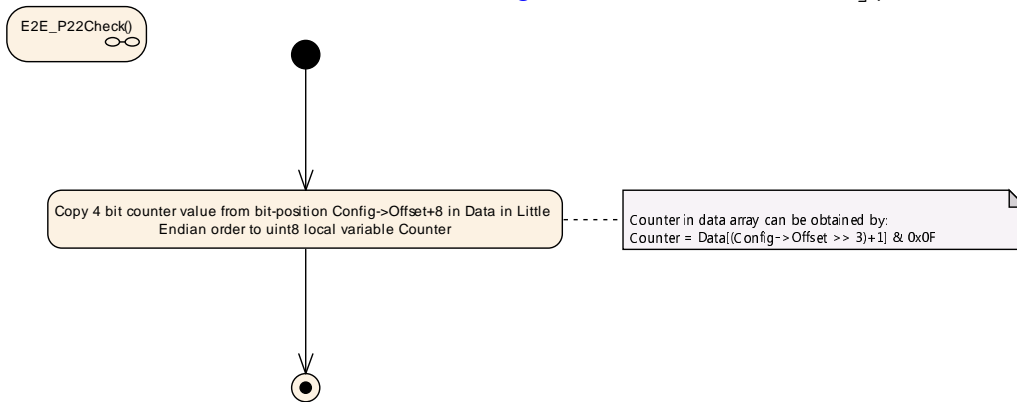 E2E_P22Check()
Copy 4 bit counter value from bit-position Config->Offset+8 in Data in Little
Endian order to uint8 local variable Counter
Counter in data array can be obtained by:
Counter = Data[(Config->Offset >> 3)+1] & 0x0F